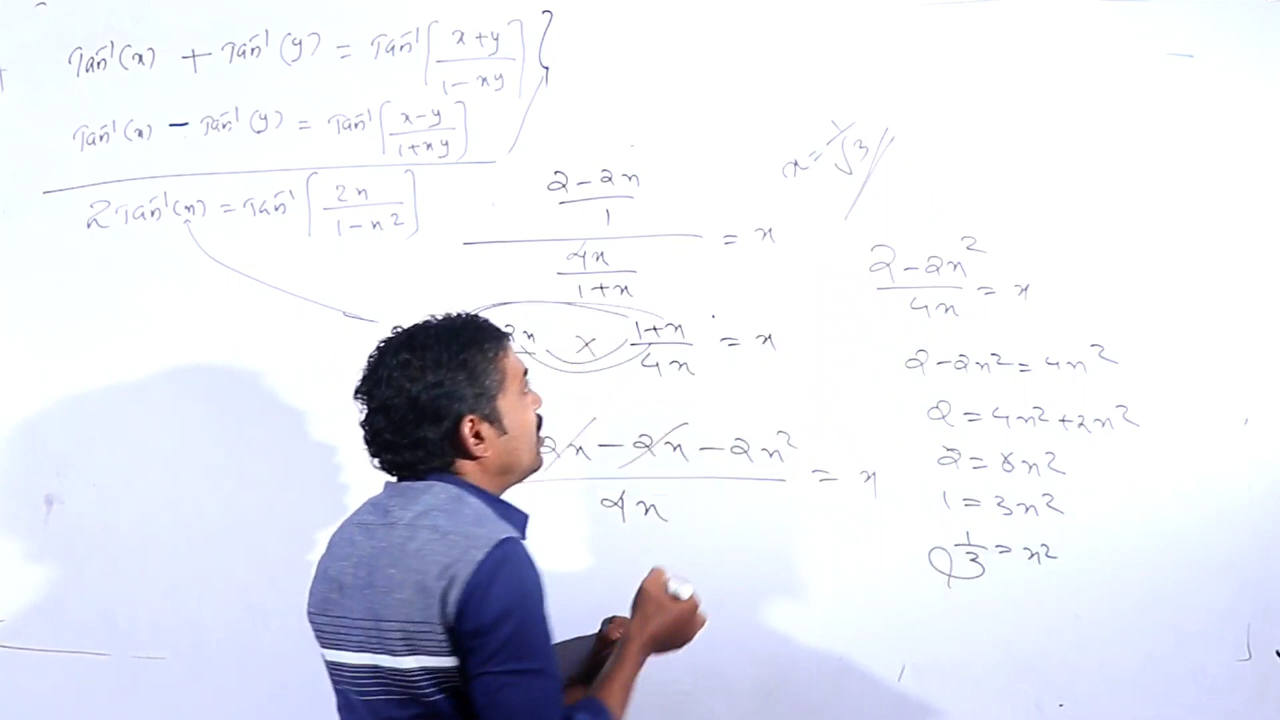 Tan⁻¹(x) + Tan⁻¹(y) = Tan⁻¹[x+y / 1-xy]
Tan⁻¹(x) - Tan⁻¹(y) = Tan⁻¹[x-y / 1+xy]
2Tan⁻¹(x) = Tan⁻¹[2x / 1-x²]
2-2x
1
4x
1+x
= x
2x × 1+x / 4x = x
2x - 2x - 2x² / 4x = x
x = 1/√3
2-2x² / 4x = x
2-2x² = 4x²
2 = 4x²+2x²
2 = 6x²
1 = 3x²
1/3 = x²